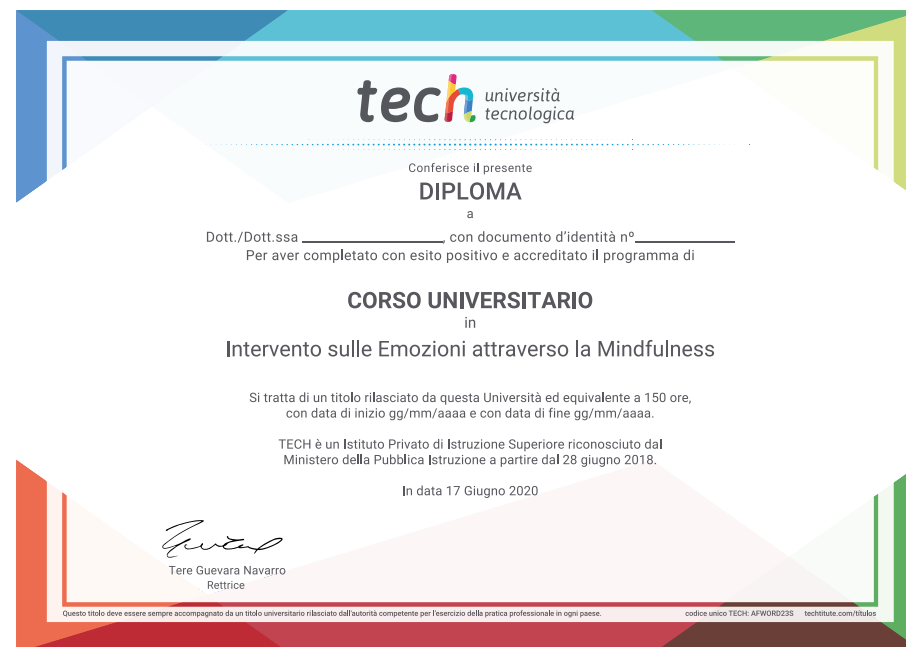 tech università
tecnologica
Conferisce il presente
DIPLOMA
a
Dott./Dott.ssa ____________________, con documento d'identità nº______________
Per aver completato con esito positivo e accreditato il programma di
CORSO UNIVERSITARIO
in
Intervento sulle Emozioni attraverso la Mindfulness
Si tratta di un titolo rilasciato da questa Università ed equivalente a 150 ore,
con data di inizio gg/mm/aaaa e con data di fine gg/mm/aaaa.
TECH è un Istituto Privato di Istruzione Superiore riconosciuto dal
Ministero della Pubblica Istruzione a partire dal 28 giugno 2018.
In data 17 Giugno 2020
Tere Guevara Navarro
Rettrice
Questo titolo deve essere sempre accompagnato da un titolo universitario rilasciato dall'autorità competente per l'esercizio della pratica professionale in ogni paese. codice unico TECH: AFWORD23S techtitute.com/títulos